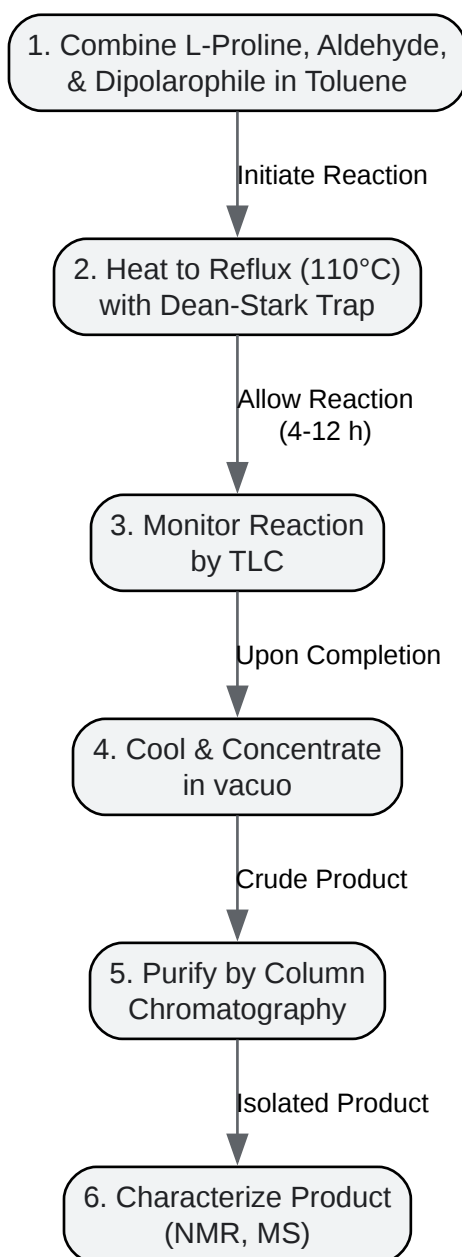 1. Combine L-Proline, Aldehyde,
& Dipolarophile in Toluene
Initiate Reaction
2. Heat to Reflux (110°C)
with Dean-Stark Trap
Allow Reaction
(4-12 h)
3. Monitor Reaction
by TLC
Upon Completion
4. Cool & Concentrate
in vacuo
Crude Product
5. Purify by Column
Chromatography
Isolated Product
6. Characterize Product
(NMR, MS)